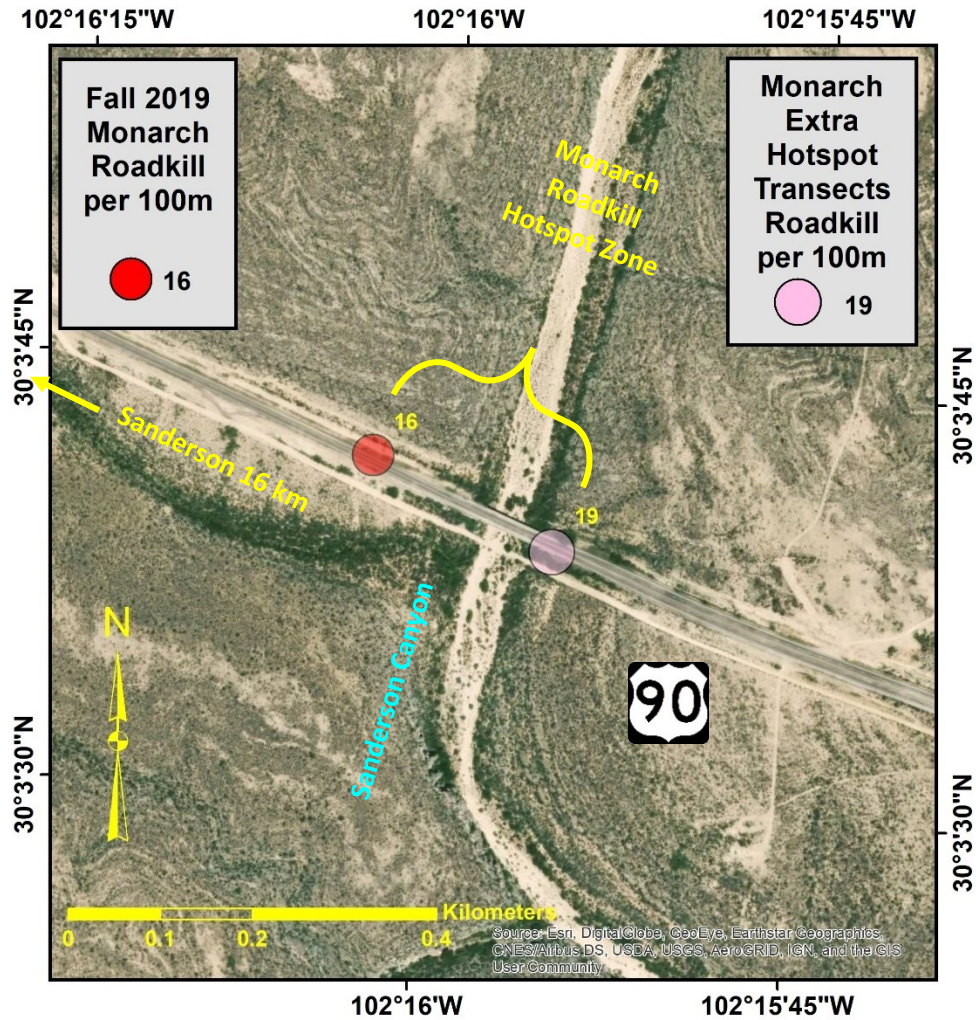 102°16'15"W
102°16'W
102°15'45"W
Fall 2019
Monarch
Roadkill
per 100m
16
Monarch
Extra
Hotspot
Transects
Roadkill
per 100m
19
Monarch
Roadkill
Hotspot Zone
30°3'45"N
30°3'45"N
Sanderson 16 km
16
19
Sanderson Canyon
N
90
30°3'30"N
30°3'30"N
Kilometers
0 0.1 0.2 0.4
Source: Esri, DigitalGlobe, GeoEye, Earthstar Geographics,
CNES/Airbus DS, USDA, USGS, AeroGRID, IGN, and the GIS
User Community
102°16'W
102°15'45"W